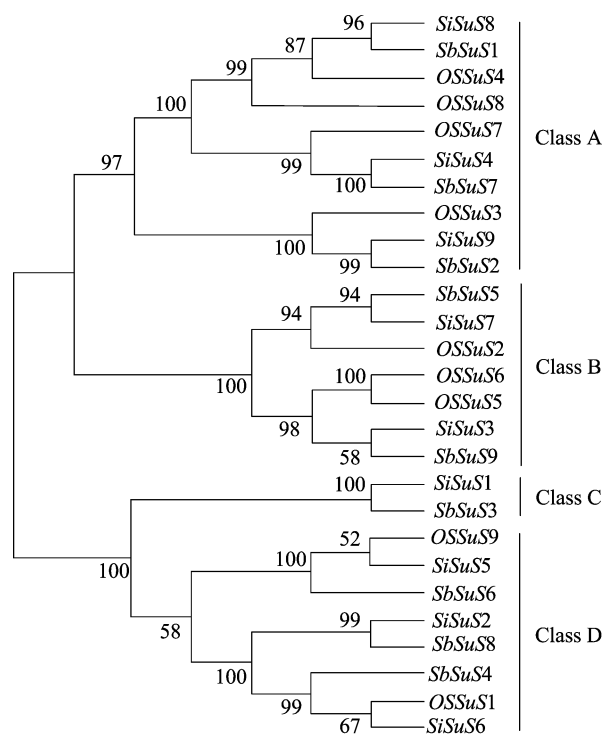 96
SiSuS8
87
SbSuS1
99
OSSuS4
100
OSSuS8
OSSuS7
Class A
97
99
SiSuS4
100
SbSuS7
OSSuS3
100
SiSuS9
99
SbSuS2
94
SbSuS5
94
SiSuS7
OSSuS2
100
100
OSSuS6
Class B
OSSuS5
98
SiSuS3
58
SbSuS9
100
SiSuS1
Class C
SbSuS3
52
OSSuS9
100
100
SiSuS5
SbSuS6
58
99
SiSuS2
Class D
SbSuS8
100
SbSuS4
99
OSSuS1
67
SiSuS6